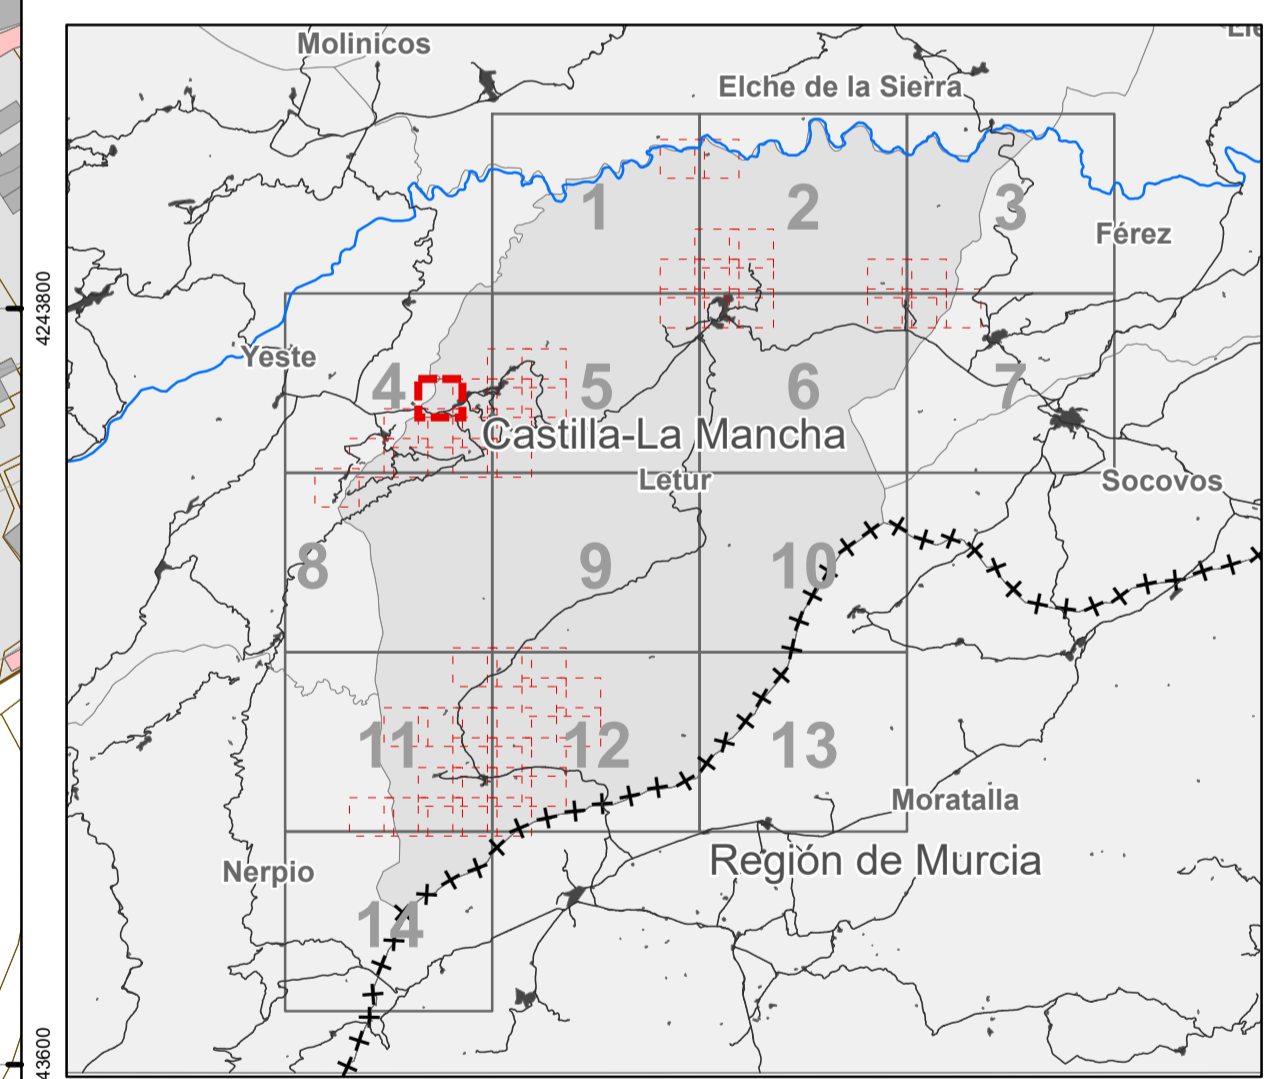 Molinicos
Elche de la Sierra
1
2
3
Férez
4243800
Yeste
4
5
6
7
Castilla-La Mancha
Letur
Socovos
8
9
10
11
12
13
Moratalla
Nerpio
Región de Murcia
14
43600